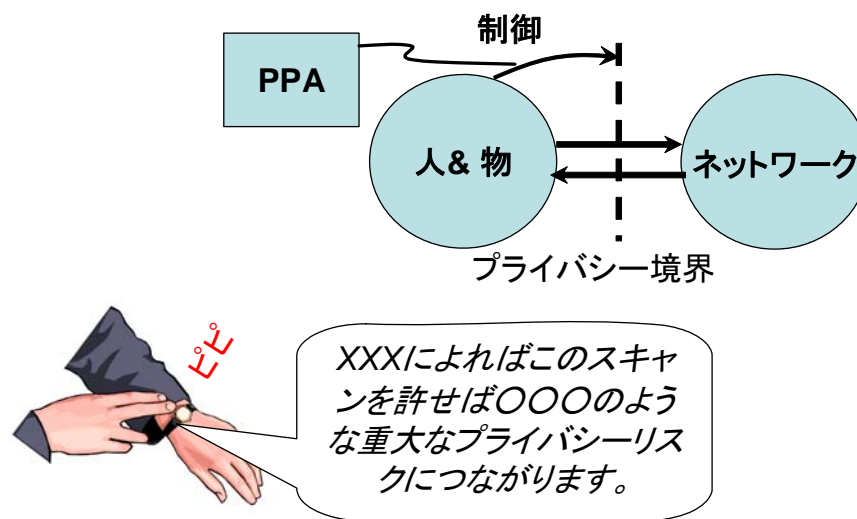 制御
PPA
人& 物
ネットワーク
プライバシー境界
ピピ
XXXによればこのスキャ
ンを許せば〇〇〇のよう
な重大なプライバシーリス
クにつながります。